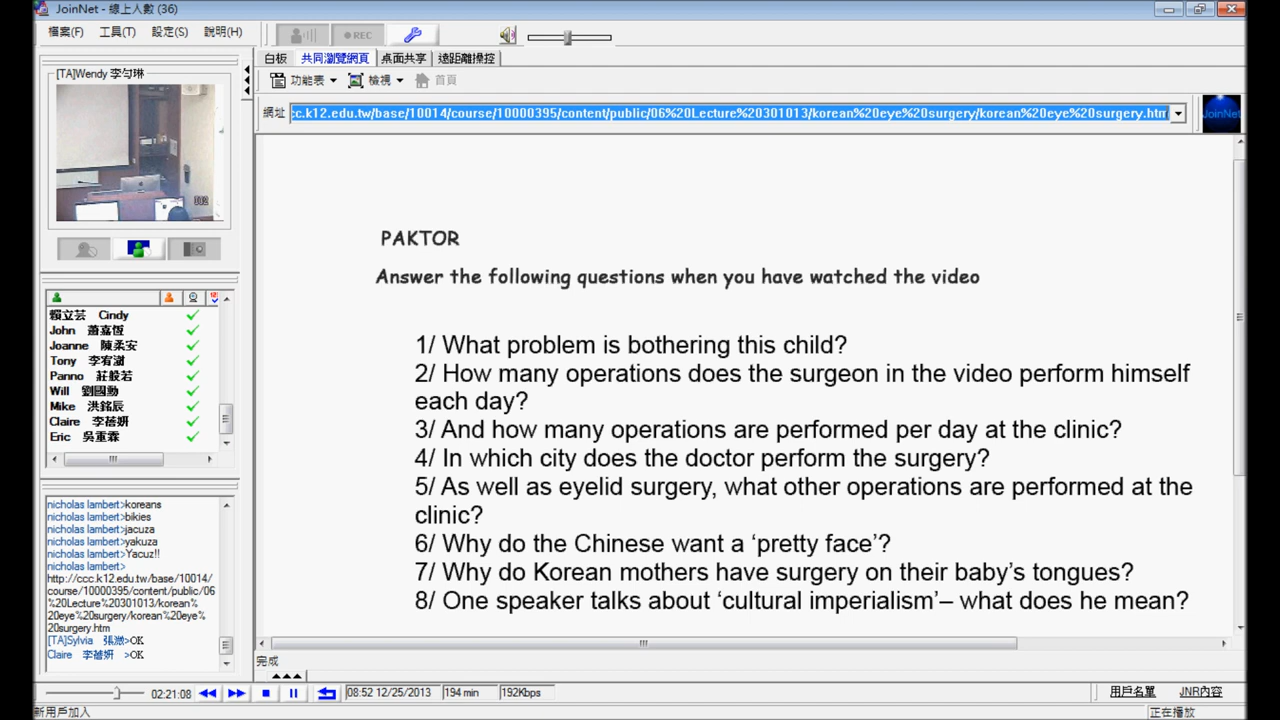 JoinNet - 線上人數 (36)
檔案(F) 工具(T) 設定(S) 說明(H)
REC
[TA]Wendy 李勻琳
白板 共同瀏覽網頁 桌面共享 遠距離操控
功能表 檢視 首頁
網址 cc.k12.edu.tw/base/10014/course/10000395/content/public/06%20Lecture%20301013/korean%20eye%20surgery/korean%20eye%20surgery.htm
JoinNet
PAKTOR
Answer the following questions when you have watched the video
1/ What problem is bothering this child?
2/ How many operations does the surgeon in the video perform himself
each day?
3/ And how many operations are performed per day at the clinic?
4/ In which city does the doctor perform the surgery?
5/ As well as eyelid surgery, what other operations are performed at the
clinic?
6/ Why do the Chinese want a ‘pretty face’?
7/ Why do Korean mothers have surgery on their baby’s tongues?
8/ One speaker talks about ‘cultural imperialism’– what does he mean?
賴立芸 Cindy
John 蕭嘉恆
Joanne 陳柔安
Tony 李宥澍
Panno 莊般若
Will 劉國勳
Mike 洪銘辰
Claire 李蓓妍
Eric 吳重霖
nicholas lambert>koreans
nicholas lambert>bikies
nicholas lambert>jacuza
nicholas lambert>yakuza
nicholas lambert>Yacuz!!
nicholas lambert>
http://ccc.k12.edu.tw/base/10014/
course/10000395/content/public/06
%20Lecture%20301013/korean%
20eye%20surgery/korean%20eye%
20surgery.htm
[TA]Sylvia 張溦>OK
Claire 李蓓妍 >OK
完成
02:21:08
08:52 12/25/2013 194 min 192Kbps
用戶名單 JNR內容
新用戶加入
正在播放